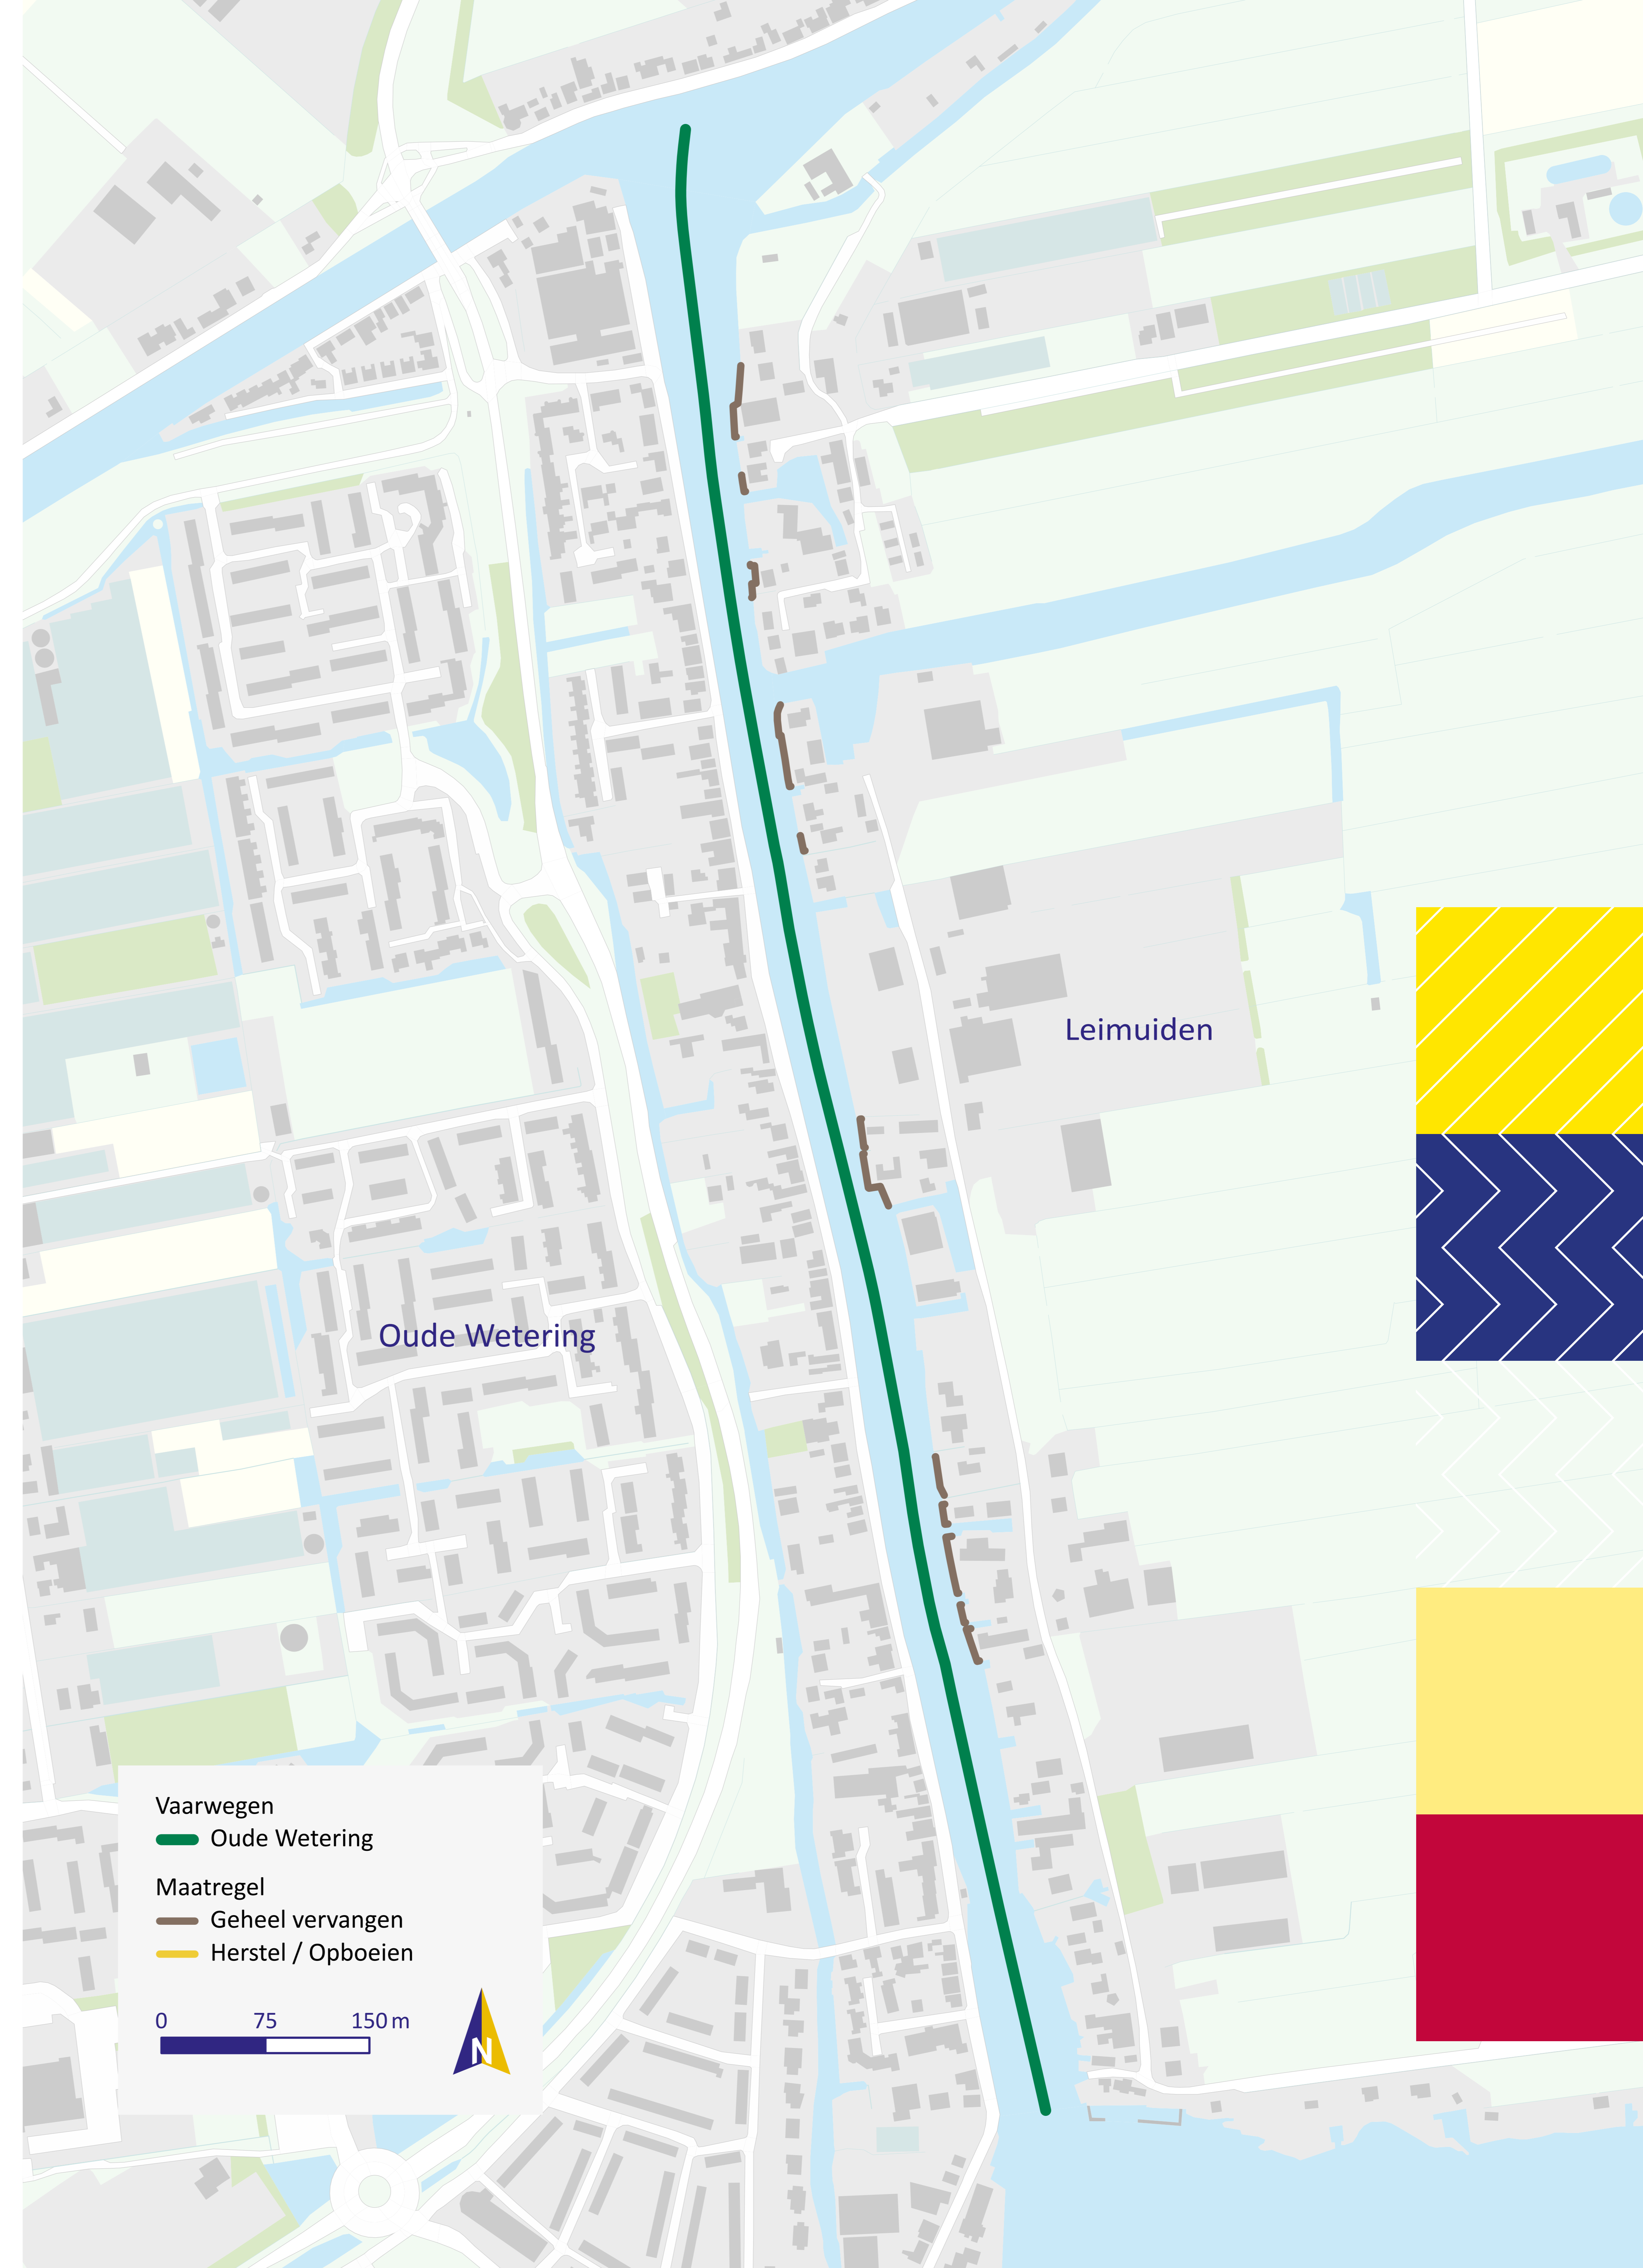 Leimuiden
Oude Wetering
Vaarwegen
Oude Wetering
Maatregel
Geheel vervangen
Herstel / Opboeien
0 75 150 m
N